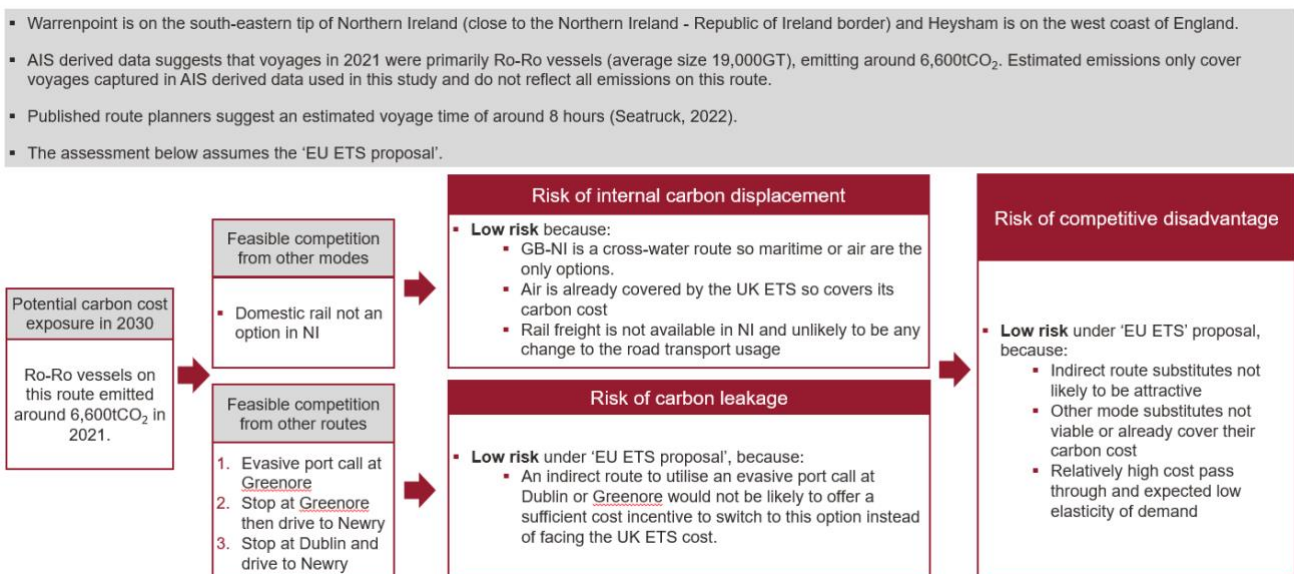 ▪ Warrenpoint is on the south-eastern tip of Northern Ireland (close to the Northern Ireland - Republic of Ireland border) and Heysham is on the west coast of England.
▪ AIS derived data suggests that voyages in 2021 were primarily Ro-Ro vessels (average size 19,000GT), emitting around 6,600tCO₂. Estimated emissions only cover
voyages captured in AIS derived data used in this study and do not reflect all emissions on this route.
▪ Published route planners suggest an estimated voyage time of around 8 hours (Seatruck, 2022).
▪ The assessment below assumes the ‘EU ETS proposal’.
Potential carbon cost
exposure in 2030
Ro-Ro vessels on
this route emitted
around 6,600tCO₂ in
2021.
Feasible competition
from other modes
▪ Domestic rail not an
option in NI
Feasible competition
from other routes
1. Evasive port call at
Greenore
2. Stop at Greenore
then drive to Newry
3. Stop at Dublin and
drive to Newry
Risk of internal carbon displacement
▪ Low risk because:
▪ GB-NI is a cross-water route so maritime or air are the
only options.
▪ Air is already covered by the UK ETS so covers its
carbon cost
▪ Rail freight is not available in NI and unlikely to be any
change to the road transport usage
Risk of carbon leakage
▪ Low risk under ‘EU ETS proposal’, because:
▪ An indirect route to utilise an evasive port call at
Dublin or Greenore would not be likely to offer a
sufficient cost incentive to switch to this option instead
of facing the UK ETS cost.
Risk of competitive disadvantage
▪ Low risk under ‘EU ETS’ proposal,
because:
▪ Indirect route substitutes not
likely to be attractive
▪ Other mode substitutes not
viable or already cover their
carbon cost
▪ Relatively high cost pass
through and expected low
elasticity of demand